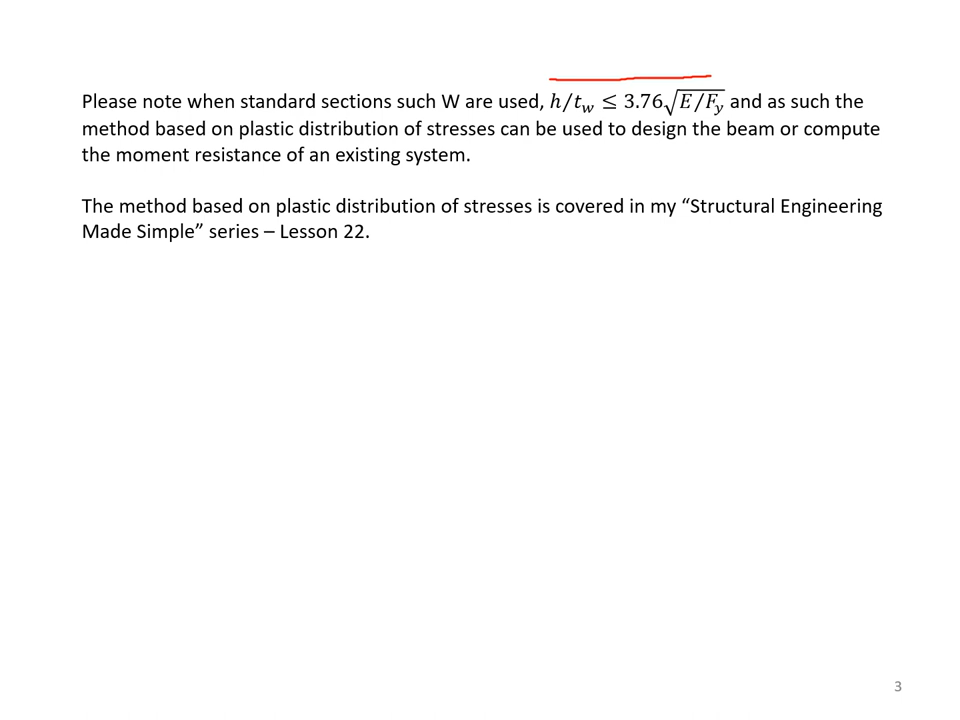 Please note when standard sections such W are used, h/t_w ≤ 3.76√(E/F_y) and as such the
method based on plastic distribution of stresses can be used to design the beam or compute
the moment resistance of an existing system.
The method based on plastic distribution of stresses is covered in my “Structural Engineering
Made Simple” series – Lesson 22.
3